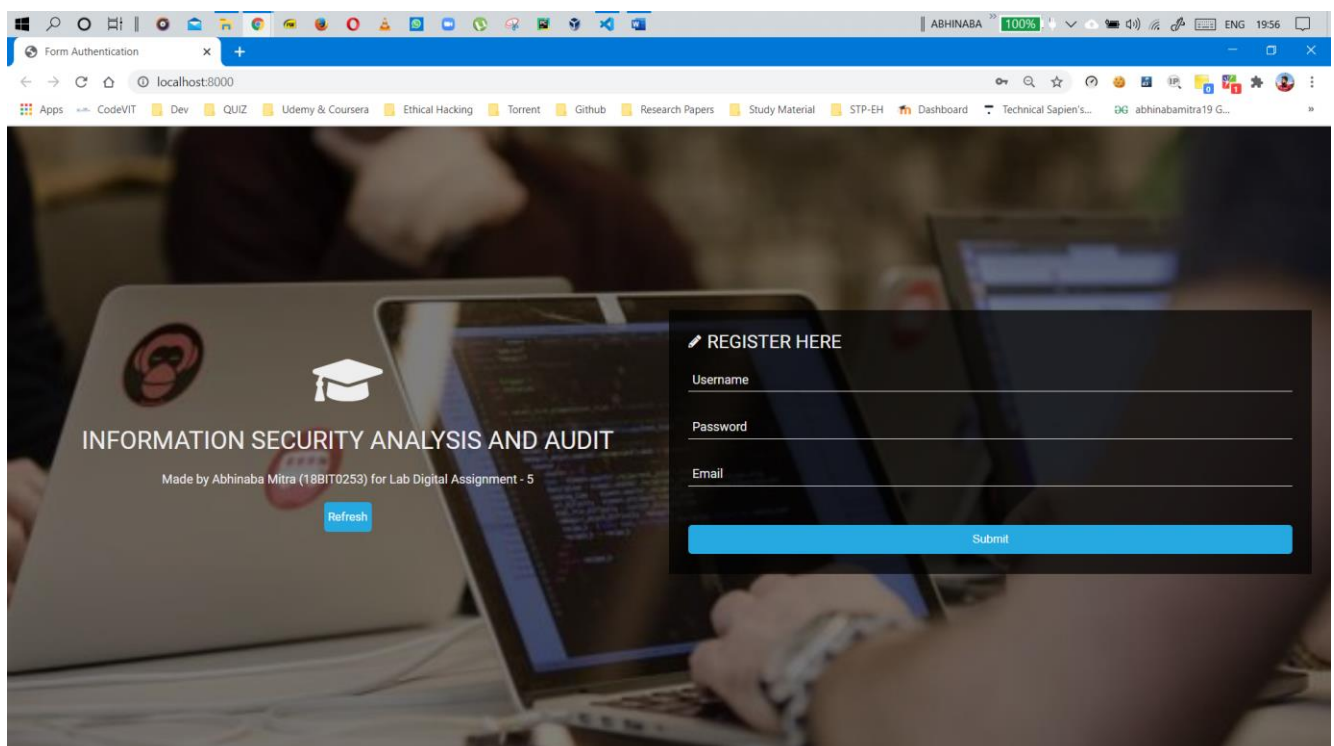 ABHINABA
100%
ENG 19:56
Form Authentication
localhost:8000
Apps CodeVIT Dev QUIZ Udemy & Coursera Ethical Hacking Torrent Github Research Papers Study Material STP-EH Dashboard Technical Sapien's... abhinabamitra19 G...
REGISTER HERE
Username
Password
Email
Submit
INFORMATION SECURITY ANALYSIS AND AUDIT
Made by Abhinaba Mitra (18BIT0253) for Lab Digital Assignment - 5
Refresh